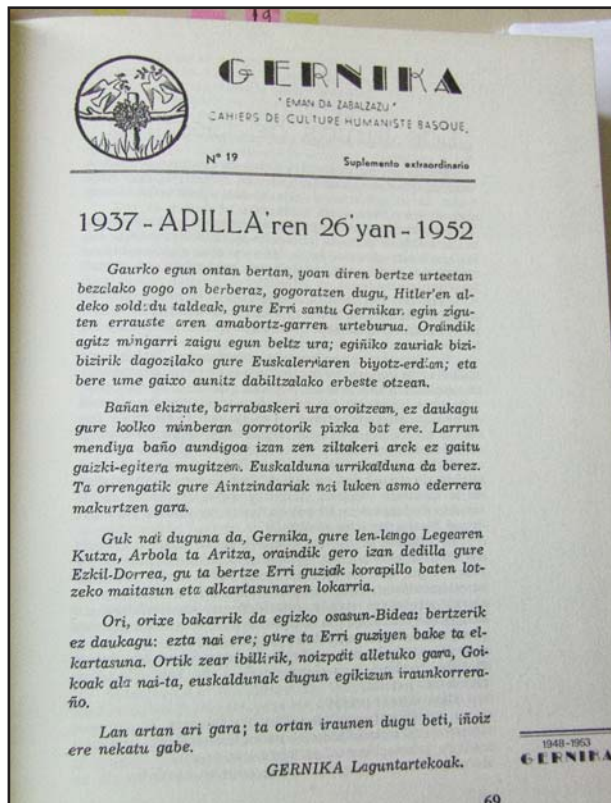 19
GERNIKA
"EMAN DA ZABALZAZU"
CAHIERS DE CULTURE HUMANISTE BASQUE.
Nº 19 Suplemento extraordinario
1937 - APILLA'ren 26'yan - 1952
Gaurko egun ontan bertan, yoan diren bertze urteetan
bezalako gogo on berberaz, gogoratzen dugu, Hitler'en al-
deko soldadu taldeak, gure Erri santu Gernikan egin zigu-
ten errauste aren amabortz-garren urteburua. Oraindik
agitz mingarri zaigu egun beltz ura; egiñiko zauriak bizi-
bizirik dagozilako gure Euskalerriaren biyotz-erdian; eta
bere ume gaixo aunitz dabiltzalako erbeste otzean.
Bañan ekizute, barrabaskeri ura oroitzean, ez daukagu
gure kolko minberan gorrotorik pixka bat ere. Larrun
mendiya baño aundigoa izan zen ziltakeri arek ez gaitu
gaizki-egitera mugitzen. Euskalduna urrikalduna da berez.
Ta orrengatik gure Aintzindariak nai luken asmo ederrera
makurtzen gara.
Guk nai duguna da, Gernika, gure len-lengo Legearen
Kutxa, Arbola ta Aritza, oraindik gero izan dedilla gure
Ezkil-Dorrea, gu ta bertze Erri guziak korapillo baten lot-
zeko maitasun eta alkartasunaren lokarria.
Ori, orixe bakarrik da egizko osasun-Bidea: bertzerik
ez daukagu: ezta nai ere; gure ta Erri guziyen bake ta el-
kartasuna. Ortik zear ibillirik, noizpait alletuko gara, Goi-
koak ala nai-ta, euskaldunak dugun egikizun iraunkorrera-
ño.
Lan artan ari gara; ta ortan iraunen dugu beti, iñoiz
ere nekatu gabe.
GERNIKA Laguntartekoak.
1948-1953
GERNIKA
69